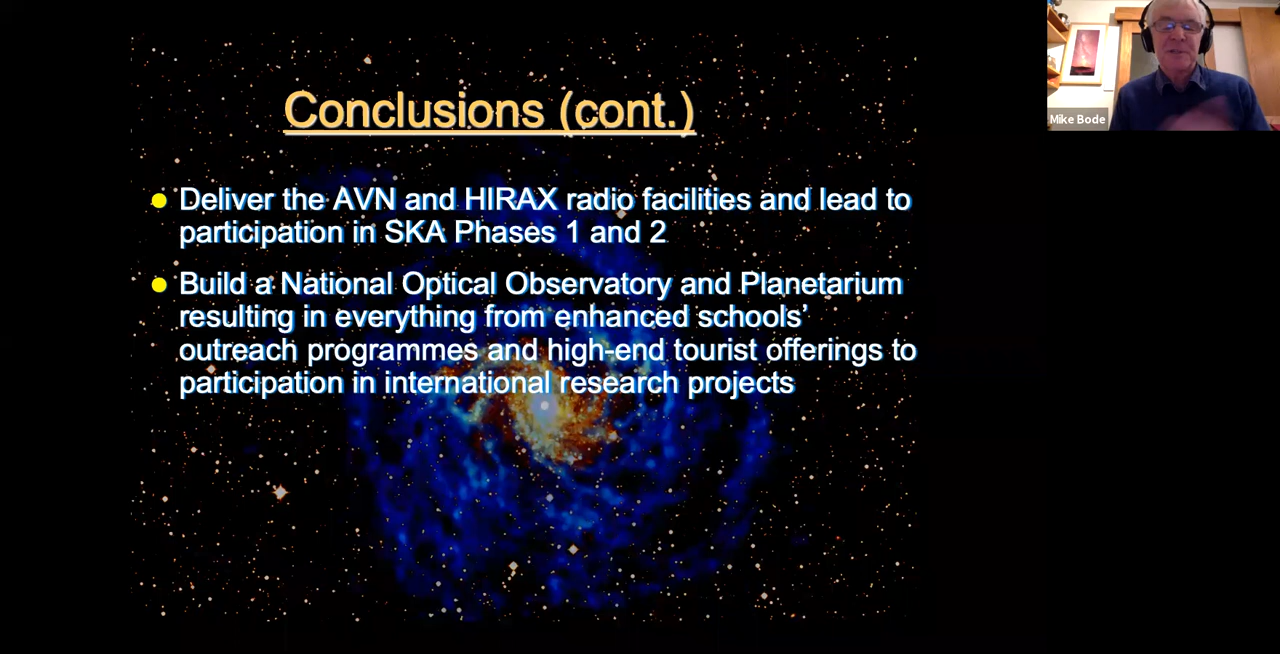 Conclusions (cont.)
Deliver the AVN and HIRAX radio facilities and lead to
participation in SKA Phases 1 and 2
Build a National Optical Observatory and Planetarium
resulting in everything from enhanced schools’
outreach programmes and high-end tourist offerings to
participation in international research projects
Mike Bode